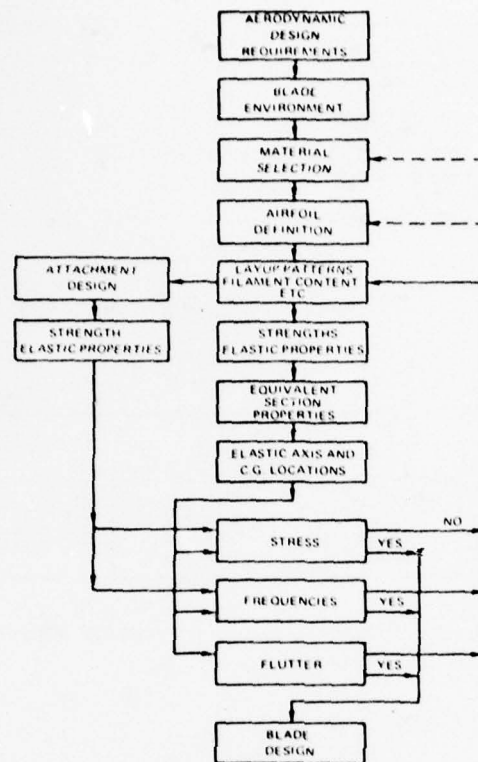 AERODYNAMIC
DESIGN
REQUIREMENTS
BLADE
ENVIRONMENT
MATERIAL
SELECTION
AIRFOIL
DEFINITION
LAYUP PATTERNS
FILAMENT CONTENT
ETC
ATTACHMENT
DESIGN
STRENGTH
ELASTIC PROPERTIES
STRENGTHS
ELASTIC PROPERTIES
EQUIVALENT
SECTION
PROPERTIES
ELASTIC AXIS AND
C.G. LOCATIONS
STRESS
NO
YES
FREQUENCIES
YES
FLUTTER
YES
BLADE
DESIGN